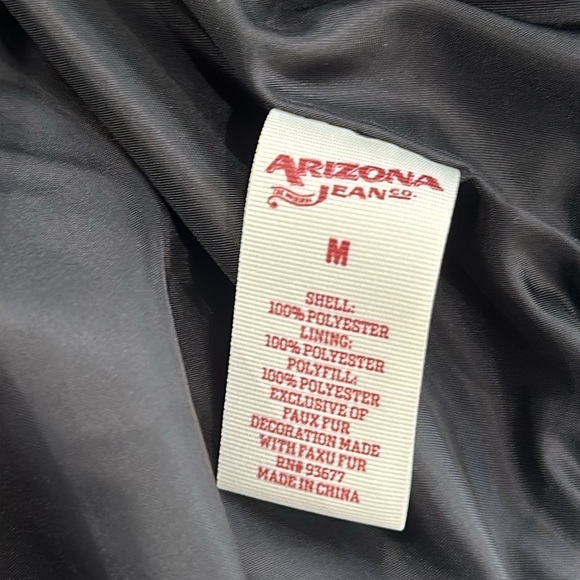 ARIZONA
JEAN CO.
M
SHELL:
100% POLYESTER
LINING:
100% POLYESTER
POLYFILL:
100% POLYESTER
EXCLUSIVE OF
PAUX FUR
DECORATION MADE
WITH FAXU FUR
RN# 93677
MADE IN CHINA